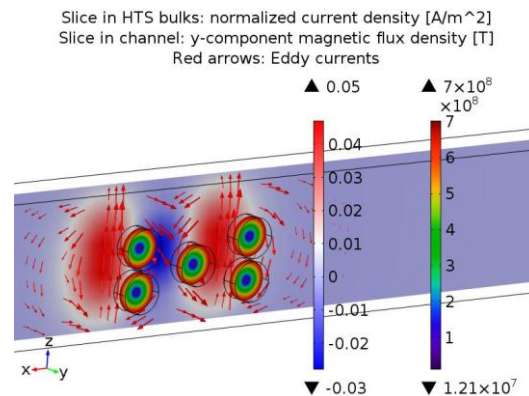 Slice in HTS bulks: normalized current density [A/m^2]
Slice in channel: y-component magnetic flux density [T]
Red arrows: Eddy currents
▲ 0.05 ▲ 7×10⁸
×10⁸
7
0.04
6
0.03
5
0.02
4
0.01
3
0
2
-0.01
1
-0.02
▼ -0.03 ▼ 1.21×10⁷
z
x y